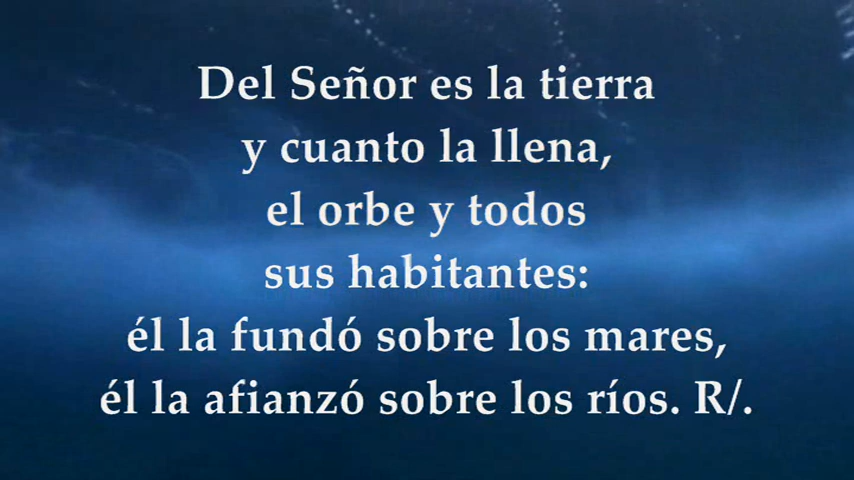 Del Señor es la tierra
y cuanto la llena,
el orbe y todos
sus habitantes:
él la fundó sobre los mares,
él la afianzó sobre los ríos. R/.